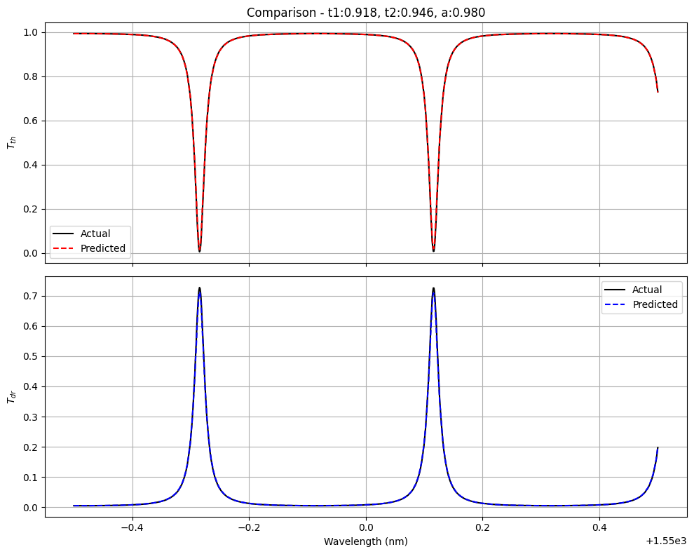 Comparison - t1:0.918, t2:0.946, a:0.980
1.0
0.8
0.6
0.4
0.2
0.0
T_th
Actual
Predicted
0.7
0.6
0.5
0.4
0.3
0.2
0.1
0.0
T_dr
Actual
Predicted
−0.4 −0.2 0.0 0.2 0.4
Wavelength (nm)
+1.55e3